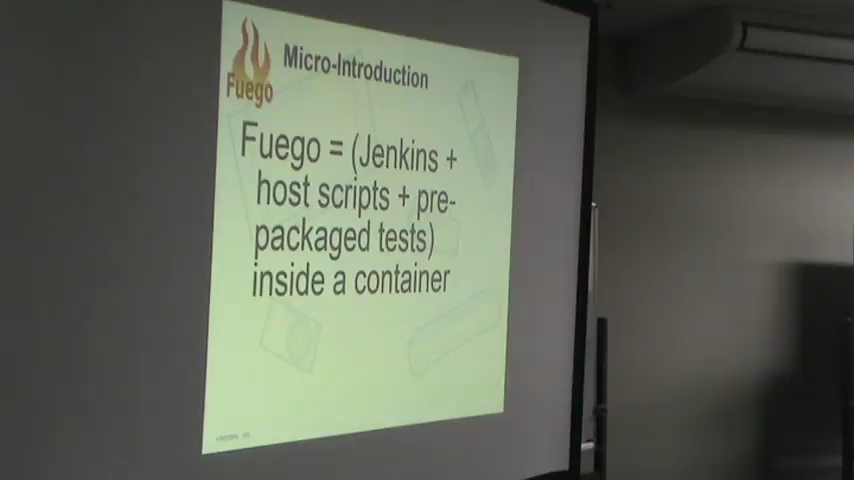 Micro-Introduction
Fuego
Fuego = (Jenkins +
host scripts + pre-
packaged tests)
inside a container